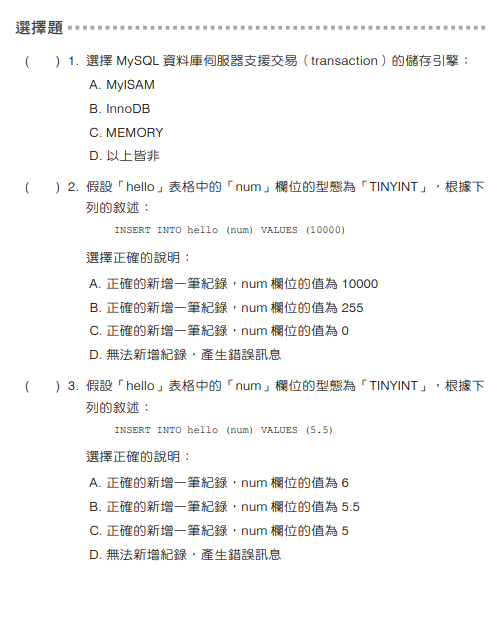 選擇題
（　　）1. 選擇 MySQL 資料庫伺服器支援交易（transaction）的儲存引擎：
A. MyISAM
B. InnoDB
C. MEMORY
D. 以上皆非
（　　）2. 假設「hello」表格中的「num」欄位的型態為「TINYINT」，根據下
列的敘述：
INSERT INTO hello (num) VALUES (10000)
選擇正確的說明：
A. 正確的新增一筆紀錄，num 欄位的值為 10000
B. 正確的新增一筆紀錄，num 欄位的值為 255
C. 正確的新增一筆紀錄，num 欄位的值為 0
D. 無法新增紀錄，產生錯誤訊息
（　　）3. 假設「hello」表格中的「num」欄位的型態為「TINYINT」，根據下
列的敘述：
INSERT INTO hello (num) VALUES (5.5)
選擇正確的說明：
A. 正確的新增一筆紀錄，num 欄位的值為 6
B. 正確的新增一筆紀錄，num 欄位的值為 5.5
C. 正確的新增一筆紀錄，num 欄位的值為 5
D. 無法新增紀錄，產生錯誤訊息